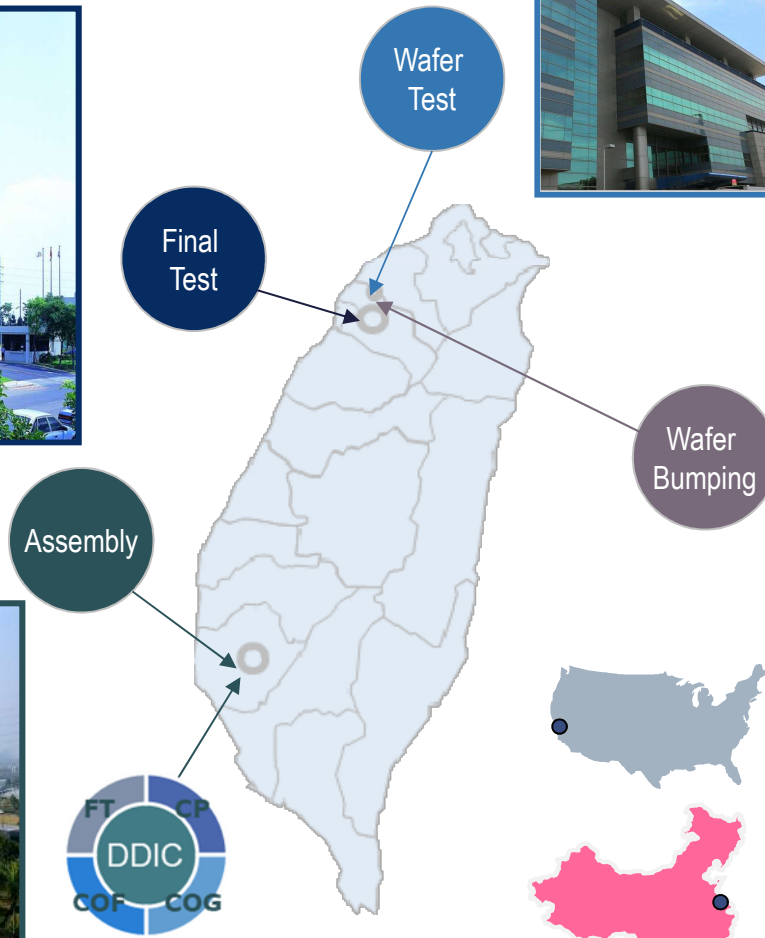 Wafer
Test
Final
Test
Wafer
Bumping
Assembly
FT
CP
DDIC
COF
COG